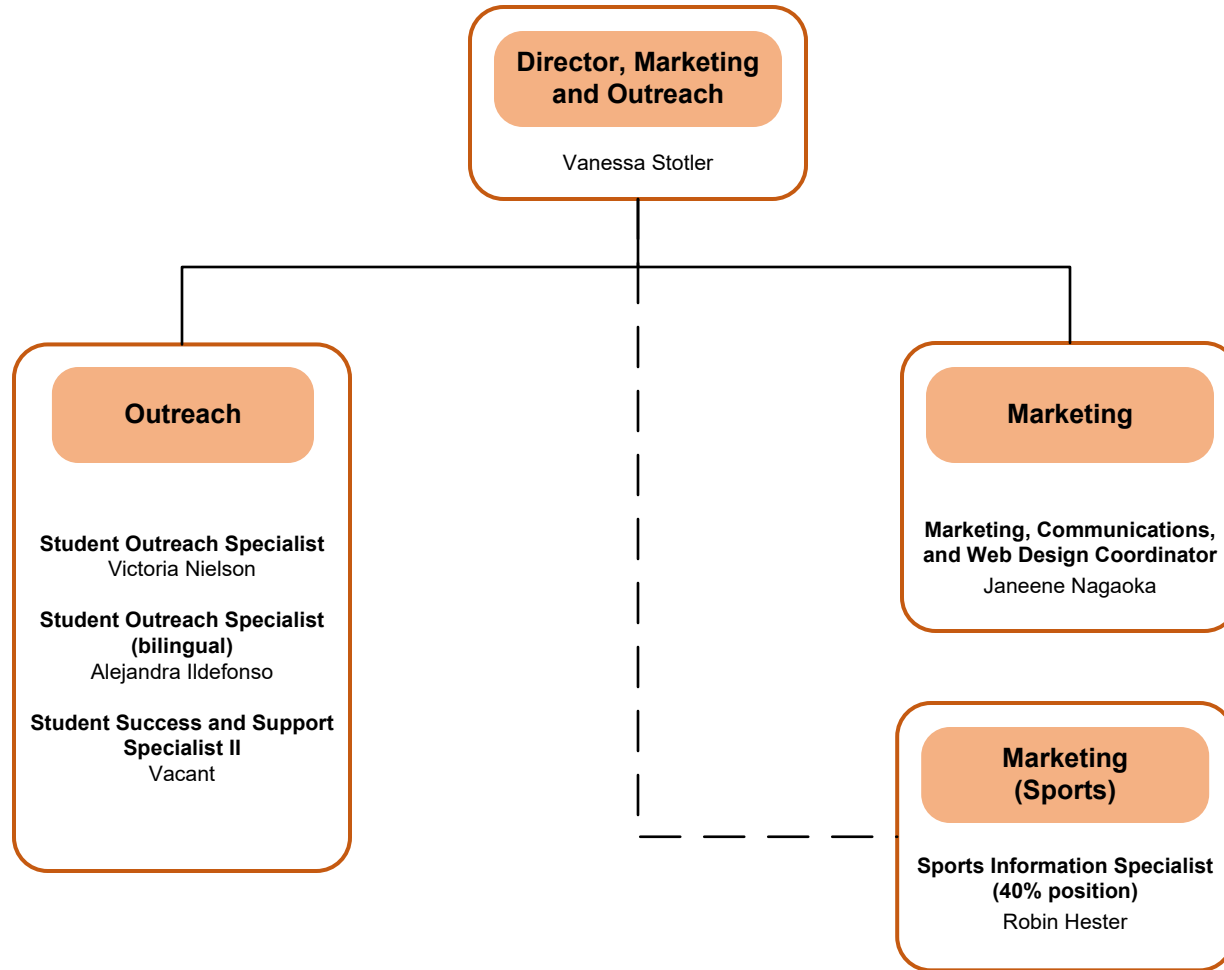 Director, Marketing
and Outreach
Vanessa Stotler
Outreach
Student Outreach Specialist
Victoria Nielson
Student Outreach Specialist
(bilingual)
Alejandra Ildefonso
Student Success and Support
Specialist II
Vacant
Marketing
Marketing, Communications,
and Web Design Coordinator
Janeene Nagaoka
Marketing
(Sports)
Sports Information Specialist
(40% position)
Robin Hester